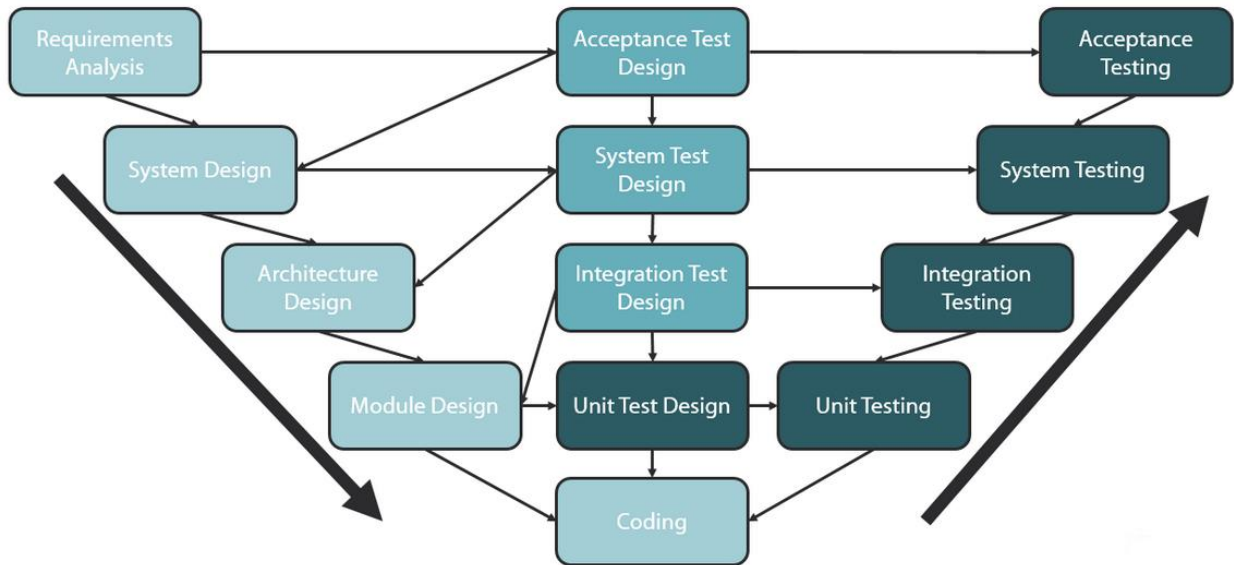 Requirements
Analysis
Acceptance Test
Design
Acceptance
Testing
System Design
System Test
Design
System Testing
Architecture
Design
Integration Test
Design
Integration
Testing
Module Design
Unit Test Design
Unit Testing
Coding